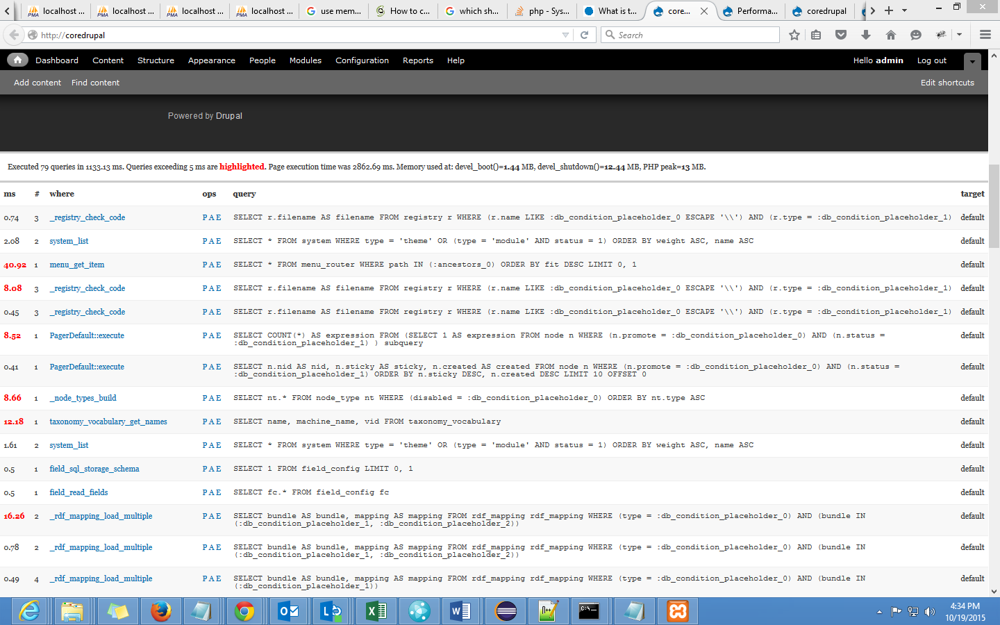 localhost ...
localhost ...
localhost ...
localhost ...
use mem...
How to c...
which sh...
php - Sys...
What is t...
core...
Performa...
coredrupal
http://coredrupal
Search
Dashboard Content Structure Appearance People Modules Configuration Reports Help Hello admin Log out
Add content Find content Edit shortcuts
Powered by Drupal
Executed 79 queries in 1133.13 ms. Queries exceeding 5 ms are highlighted. Page execution time was 2862.69 ms. Memory used at: devel_boot()=1.44 MB, devel_shutdown()=12.44 MB, PHP peak=13 MB.
ms # where ops query target
0.74 3 _registry_check_code P A E SELECT r.filename AS filename FROM registry r WHERE (r.name LIKE :db_condition_placeholder_0 ESCAPE '\\') AND (r.type = :db_condition_placeholder_1) default
2.08 2 system_list P A E SELECT * FROM system WHERE type = 'theme' OR (type = 'module' AND status = 1) ORDER BY weight ASC, name ASC default
40.92 1 menu_get_item P A E SELECT * FROM menu_router WHERE path IN (:ancestors_0) ORDER BY fit DESC LIMIT 0, 1 default
8.08 3 _registry_check_code P A E SELECT r.filename AS filename FROM registry r WHERE (r.name LIKE :db_condition_placeholder_0 ESCAPE '\\') AND (r.type = :db_condition_placeholder_1) default
0.45 3 _registry_check_code P A E SELECT r.filename AS filename FROM registry r WHERE (r.name LIKE :db_condition_placeholder_0 ESCAPE '\\') AND (r.type = :db_condition_placeholder_1) default
8.52 1 PagerDefault::execute P A E SELECT COUNT(*) AS expression FROM (SELECT 1 AS expression FROM node n WHERE (n.promote = :db_condition_placeholder_0) AND (n.status = default
:db_condition_placeholder_1) ) subquery
0.41 1 PagerDefault::execute P A E SELECT n.nid AS nid, n.sticky AS sticky, n.created AS created FROM node n WHERE (n.promote = :db_condition_placeholder_0) AND (n.status = default
:db_condition_placeholder_1) ORDER BY n.sticky DESC, n.created DESC LIMIT 10 OFFSET 0
8.66 1 _node_types_build P A E SELECT nt.* FROM node_type nt WHERE (disabled = :db_condition_placeholder_0) ORDER BY nt.type ASC default
12.18 1 taxonomy_vocabulary_get_names P A E SELECT name, machine_name, vid FROM taxonomy_vocabulary default
1.61 2 system_list P A E SELECT * FROM system WHERE type = 'theme' OR (type = 'module' AND status = 1) ORDER BY weight ASC, name ASC default
0.5 1 field_sql_storage_schema P A E SELECT 1 FROM field_config LIMIT 0, 1 default
0.5 1 field_read_fields P A E SELECT fc.* FROM field_config fc default
16.26 2 _rdf_mapping_load_multiple P A E SELECT bundle AS bundle, mapping AS mapping FROM rdf_mapping rdf_mapping WHERE (type = :db_condition_placeholder_0) AND (bundle IN default
(:db_condition_placeholder_1, :db_condition_placeholder_2))
0.78 2 _rdf_mapping_load_multiple P A E SELECT bundle AS bundle, mapping AS mapping FROM rdf_mapping rdf_mapping WHERE (type = :db_condition_placeholder_0) AND (bundle IN default
(:db_condition_placeholder_1, :db_condition_placeholder_2))
0.49 4 _rdf_mapping_load_multiple P A E SELECT bundle AS bundle, mapping AS mapping FROM rdf_mapping rdf_mapping WHERE (type = :db_condition_placeholder_0) AND (bundle IN default
(:db_condition_placeholder_1))
4:34 PM
10/19/2015